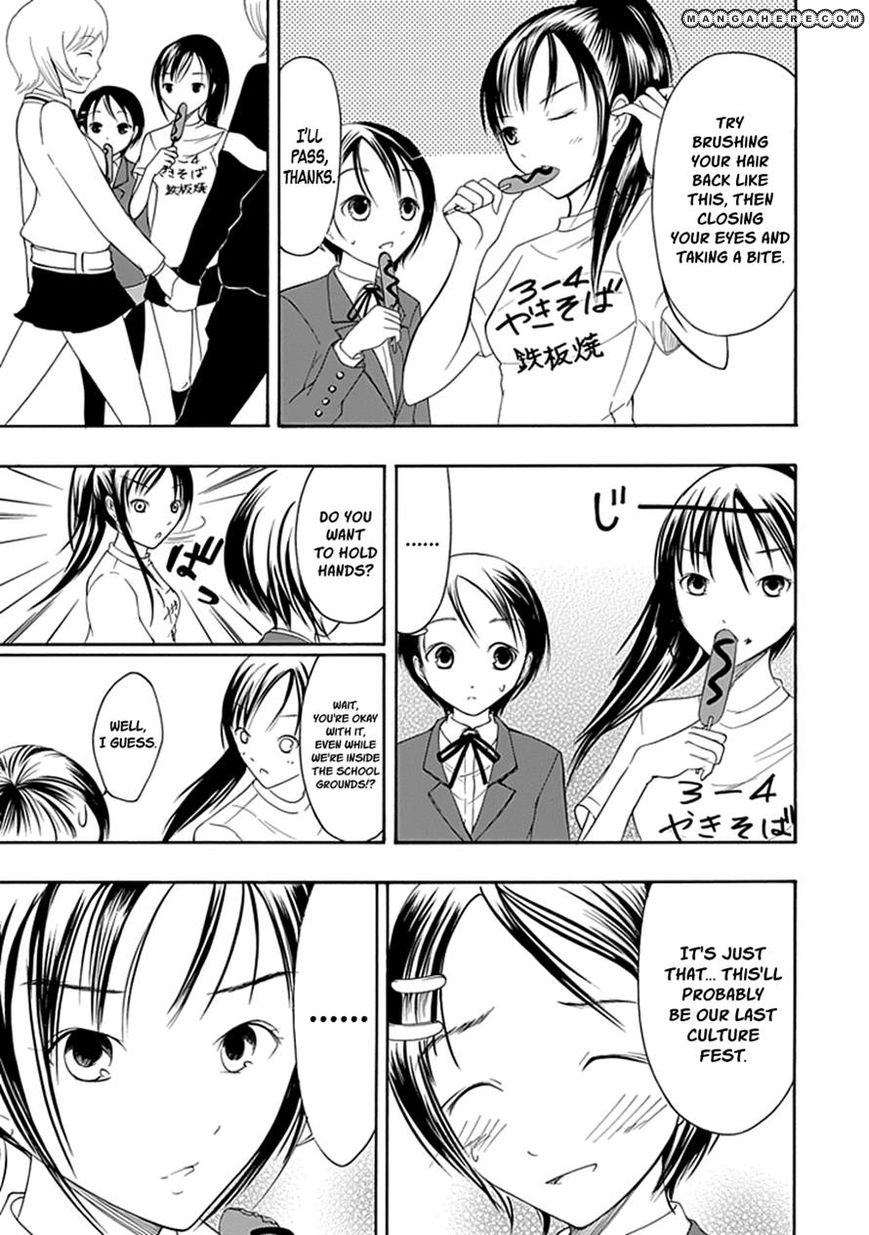 MANGAHERE.COM
TRY
BRUSHING
YOUR HAIR
BACK LIKE
THIS, THEN
CLOSING
YOUR EYES AND
TAKING A BITE.
I'LL
PASS,
THANKS.
3-4
やきそば
鉄板焼
3-4
やきそば
鉄板焼
じー
......
3-4
やきそば
DO YOU
WANT
TO HOLD
HANDS?
ばっ
WAIT,
YOU'RE OKAY
WITH IT,
EVEN WHILE
WE'RE INSIDE
THE SCHOOL
GROUNDS!?
WELL,
I GUESS.
IT'S JUST
THAT... THIS'LL
PROBABLY
BE OUR LAST
CULTURE
FEST.
......